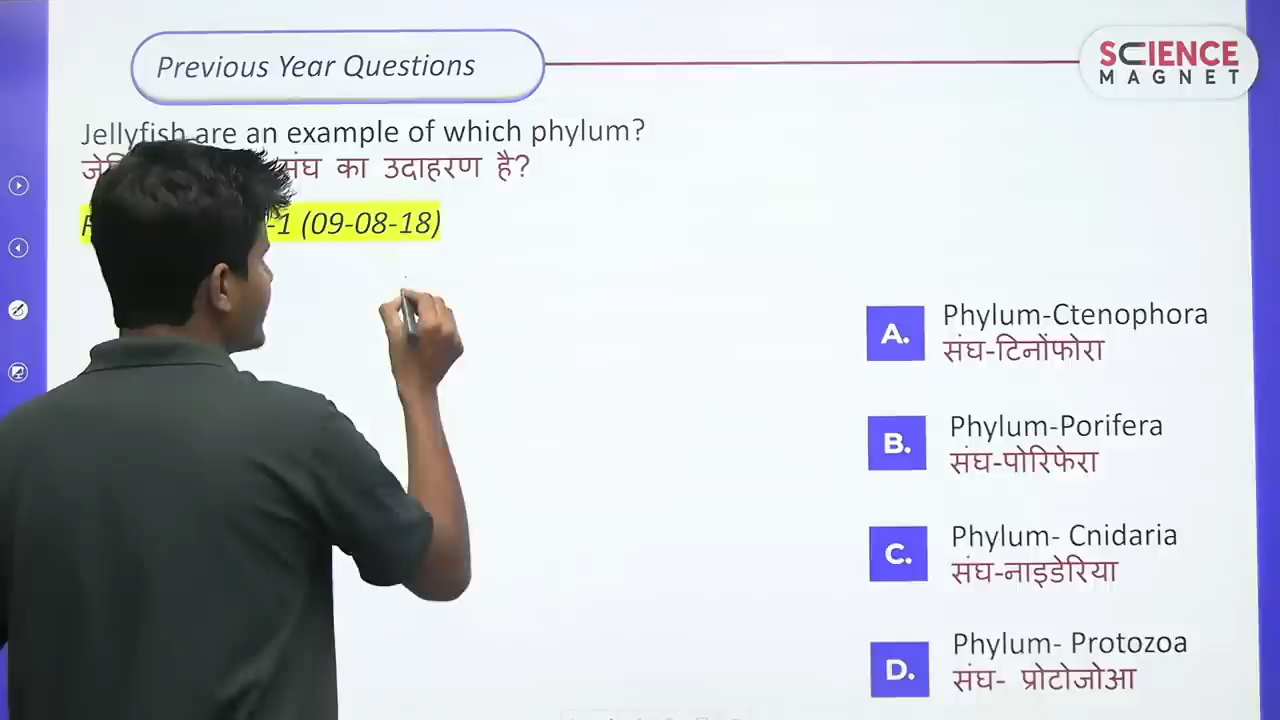 Previous Year Questions
SCIENCE
MAGNET
Jellyfish are an example of which phylum?
संघ का उदाहरण है?
-1 (09-08-18)
A. Phylum-Ctenophora
संघ-टिनोंफोरा
B. Phylum-Porifera
संघ-पोरिफेरा
C. Phylum- Cnidaria
संघ-नाइडेरिया
D. Phylum- Protozoa
संघ- प्रोटोजोआ